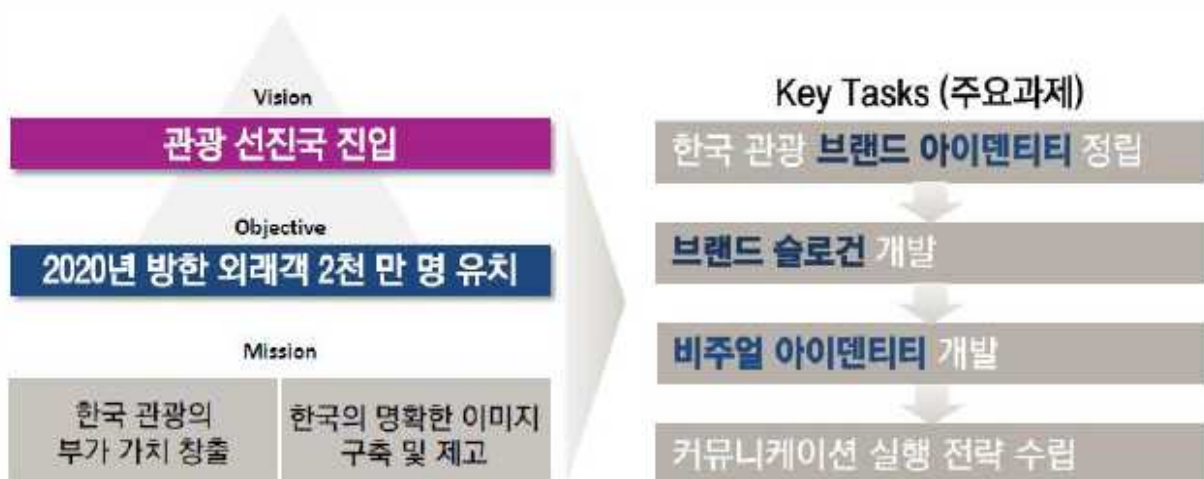 Vision
관광 선진국 진입
Objective
2020년 방한 외래객 2천 만 명 유치
Mission
한국 관광의
부가 가치 창출
한국의 명확한 이미지
구축 및 제고
Key Tasks (주요과제)
한국 관광 브랜드 아이덴티티 정립
브랜드 슬로건 개발
비주얼 아이덴티티 개발
커뮤니케이션 실행 전략 수립